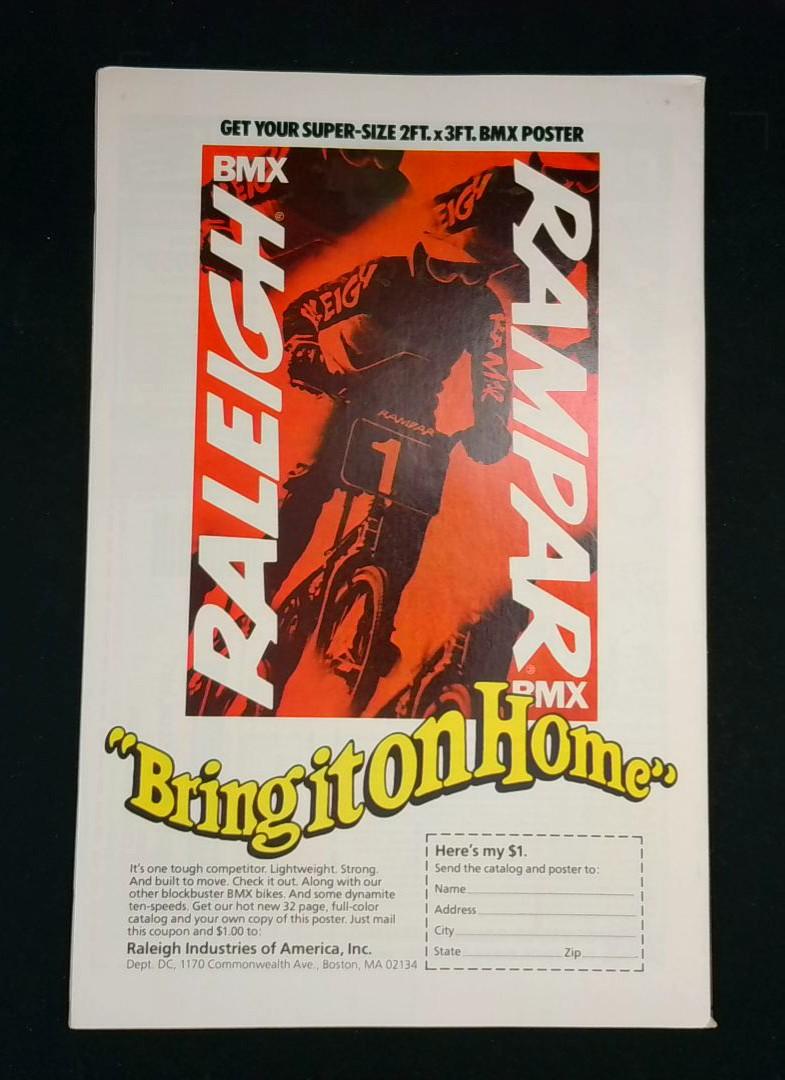 GET YOUR SUPER-SIZE 2FT. x 3FT. BMX POSTER
BMX
RALEIGH®
RAMPAR®
BMX
EIGH
EIGH
RAMPAR
1
"Bring it on Home"
It's one tough competitor. Lightweight. Strong.
And built to move. Check it out. Along with our
other blockbuster BMX bikes. And some dynamite
ten-speeds. Get our hot new 32 page, full-color
catalog and your own copy of this poster. Just mail
this coupon and $1.00 to:
Raleigh Industries of America, Inc.
Dept. DC, 1170 Commonwealth Ave., Boston, MA 02134
Here's my $1.
Send the catalog and poster to:
Name
Address
City
State Zip